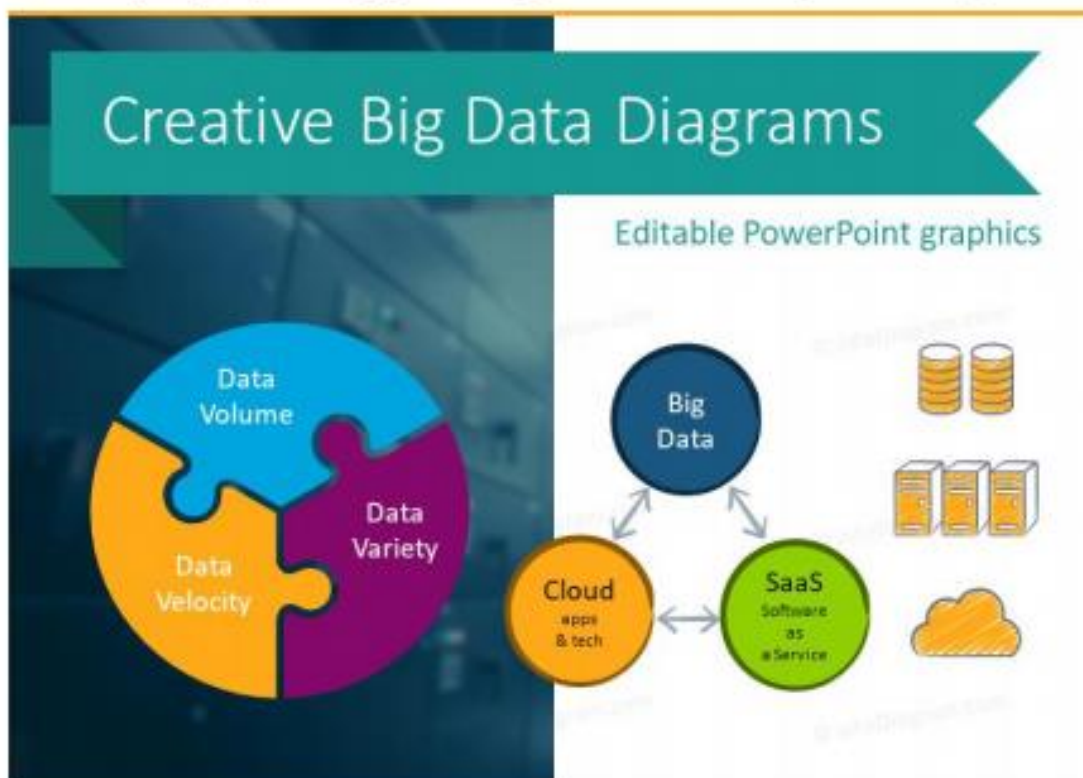 Creative Big Data Diagrams
Editable PowerPoint graphics
Data
Volume
Data
Variety
Data
Velocity
Big
Data
Cloud
apps
& tech
SaaS
Software
as
a Service